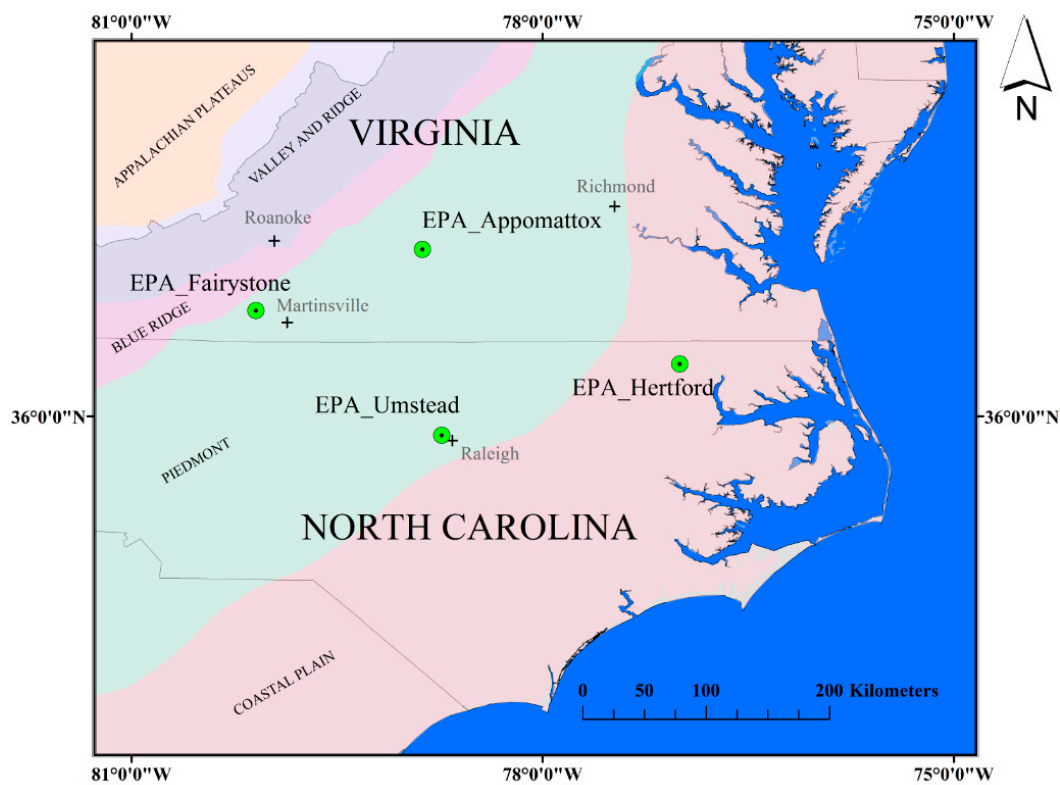 81°0'0"W
78°0'0"W
75°0'0"W
N
APPALACHIAN PLATEAUS
VALLEY AND RIDGE
VIRGINIA
Richmond
Roanoke
EPA_Appomattox
EPA_Fairystone
Martinsville
BLUE RIDGE
EPA_Hertford
EPA_Umstead
36°0'0"N
36°0'0"N
Raleigh
PIEDMONT
NORTH CAROLINA
COASTAL PLAIN
0 50 100 200 Kilometers
81°0'0"W
78°0'0"W
75°0'0"W